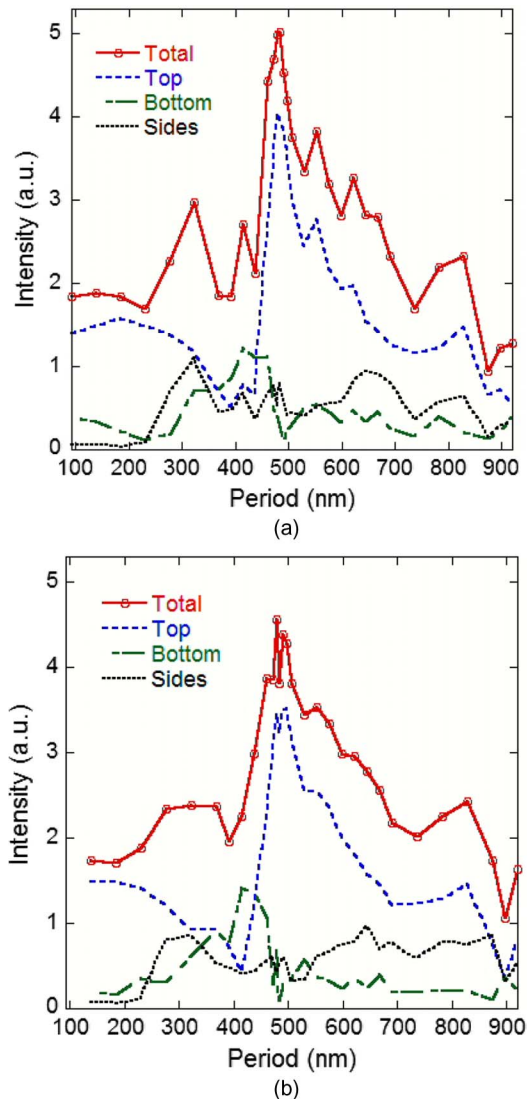 5
Total
Top
4
Bottom
Sides
3
Intensity (a.u.)
2
1
0
100 200 300 400 500 600 700 800 900
Period (nm)
(a)
5
Total
Top
4
Bottom
Sides
3
Intensity (a.u.)
2
1
0
100 200 300 400 500 600 700 800 900
Period (nm)
(b)